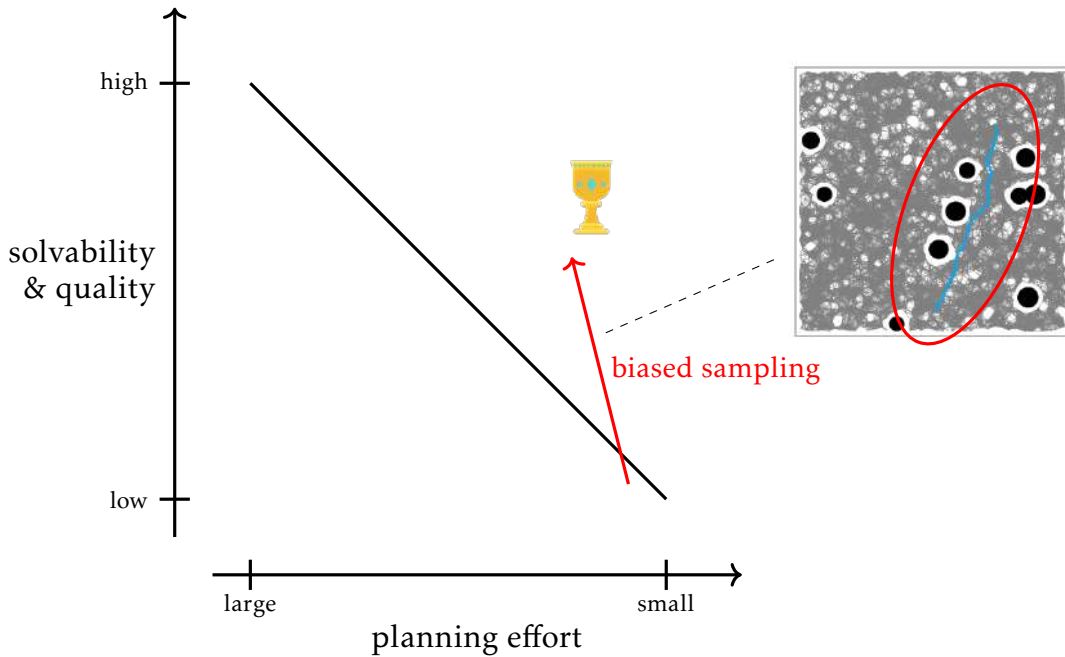 high
solvability
& quality
biased sampling
low
large
small
planning effort